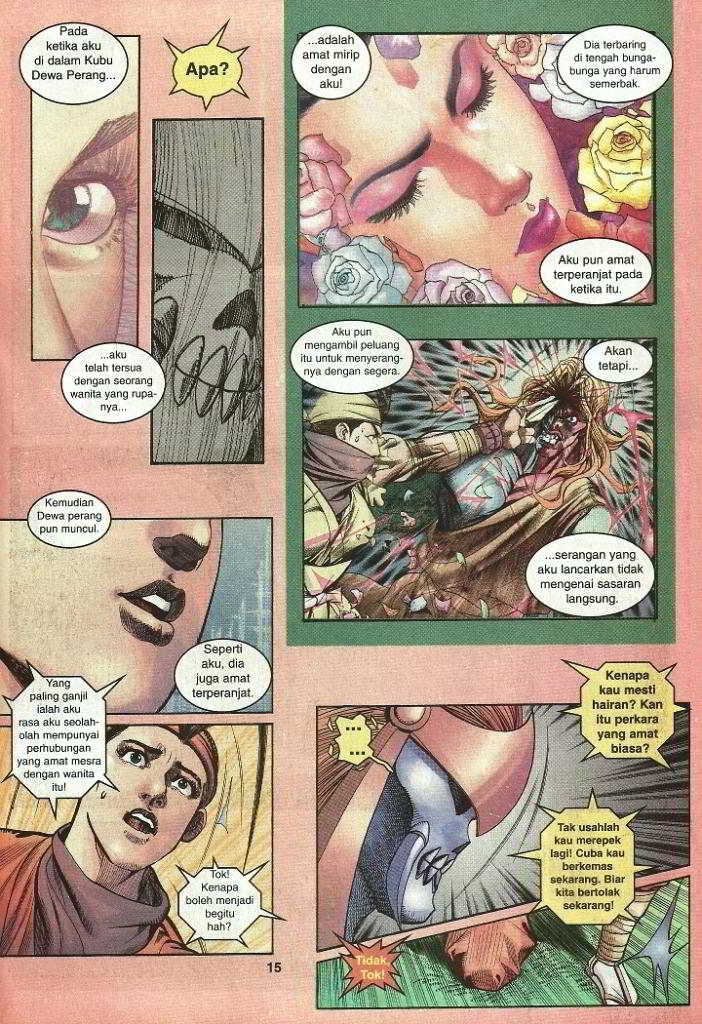 Pada
ketika aku
di dalam Kubu
Dewa Perang...
Apa?
...aku
telah tersua
dengan seorang
wanita yang rupa-
nya...
...adalah
amat mirip
dengan
aku!
Dia terbaring
di tengah bunga-
bunga yang harum
semerbak.
Aku pun amat
terperanjat pada
ketika itu.
Aku pun
mengambil peluang
itu untuk menyerang-
nya dengan segera.
Akan
tetapi...
...serangan yang
aku lancarkan tidak
mengenai sasaran
langsung.
Kemudian
Dewa perang
pun muncul.
Seperti
aku, dia
juga amat
terperanjat.
Yang
paling ganjil
ialah aku
rasa aku seolah-
olah mempunyai
perhubungan
yang amat mesra
dengan wanita
itu!
Tok!
Kenapa
boleh menjadi
begitu
hah?
...
...
Kenapa
kau mesti
hairan? Kan
itu perkara
yang amat
biasa?
Tak usahlah
kau merepek
lagi! Cuba kau
berkemas
sekarang. Biar
kita bertolak
sekarang!
Tidak,
Tok!
15